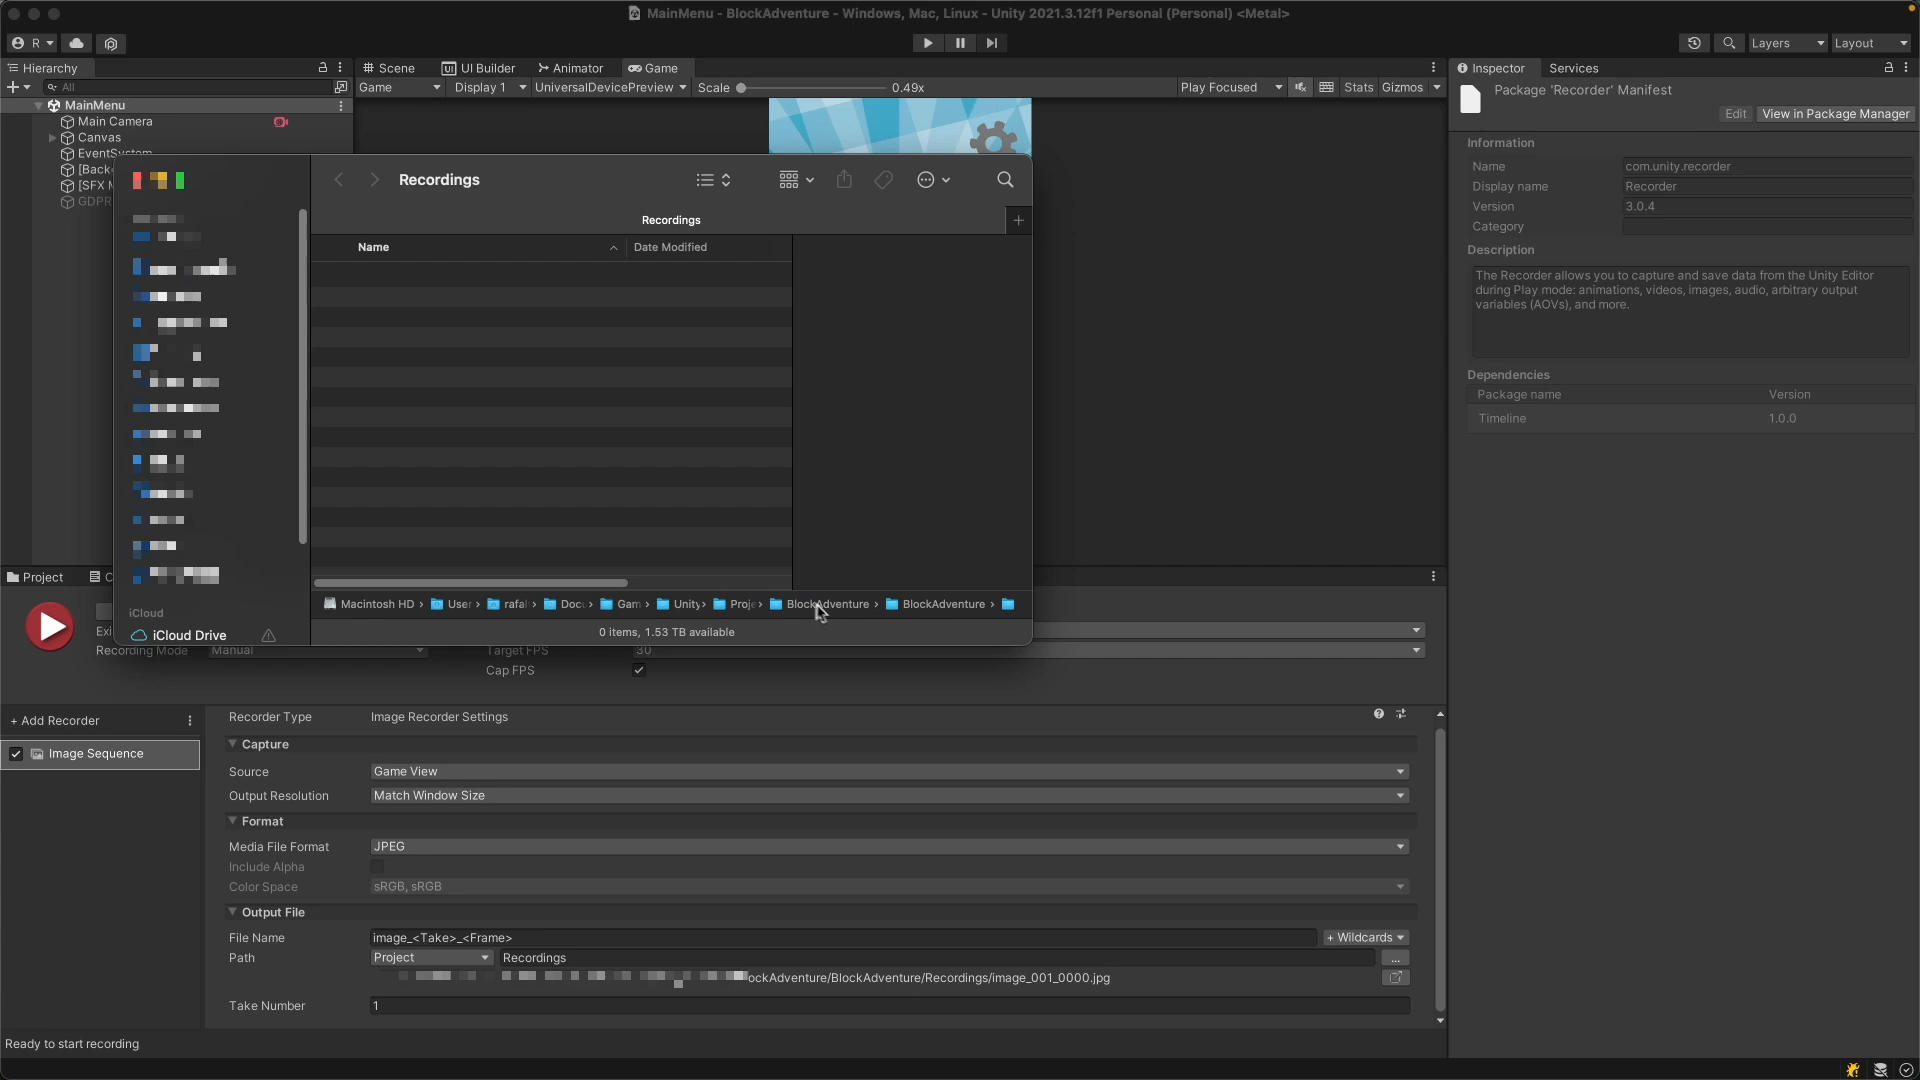 MainMenu - BlockAdventure - Windows, Mac, Linux - Unity 2021.3.12f1 Personal (Personal) <Metal>
R
Layers
Layout
Hierarchy
Scene
UI Builder
Animator
Game
Inspector
Services
All
Game
Display 1
UniversalDevicePreview
Scale
0.49x
Play Focused
Stats
Gizmos
Package 'Recorder' Manifest
Edit
View in Package Manager
MainMenu
Main Camera
Canvas
EventSystem
[Back
[SFX M
GDPR
Information
Name
com.unity.recorder
Display name
Recorder
Version
3.0.4
Category
Description
The Recorder allows you to capture and save data from the Unity Editor
during Play mode: animations, videos, images, audio, arbitrary output
variables (AOVs), and more.
Dependencies
Package name
Version
Timeline
1.0.0
Recordings
Recordings
Name
Date Modified
Macintosh HD
User
rafal
Docu
Gam
Unity
Proje
BlockAdventure
BlockAdventure
0 items, 1.53 TB available
iCloud
iCloud Drive
Project
C
Exi
Recording Mode
Manual
Target FPS
30
Cap FPS
+ Add Recorder
Image Sequence
Recorder Type
Image Recorder Settings
Capture
Source
Game View
Output Resolution
Match Window Size
Format
Media File Format
JPEG
Include Alpha
Color Space
sRGB, sRGB
Output File
File Name
image_<Take>_<Frame>
+ Wildcards
Path
Project
Recordings
...
ockAdventure/BlockAdventure/Recordings/image_001_0000.jpg
Take Number
1
Ready to start recording